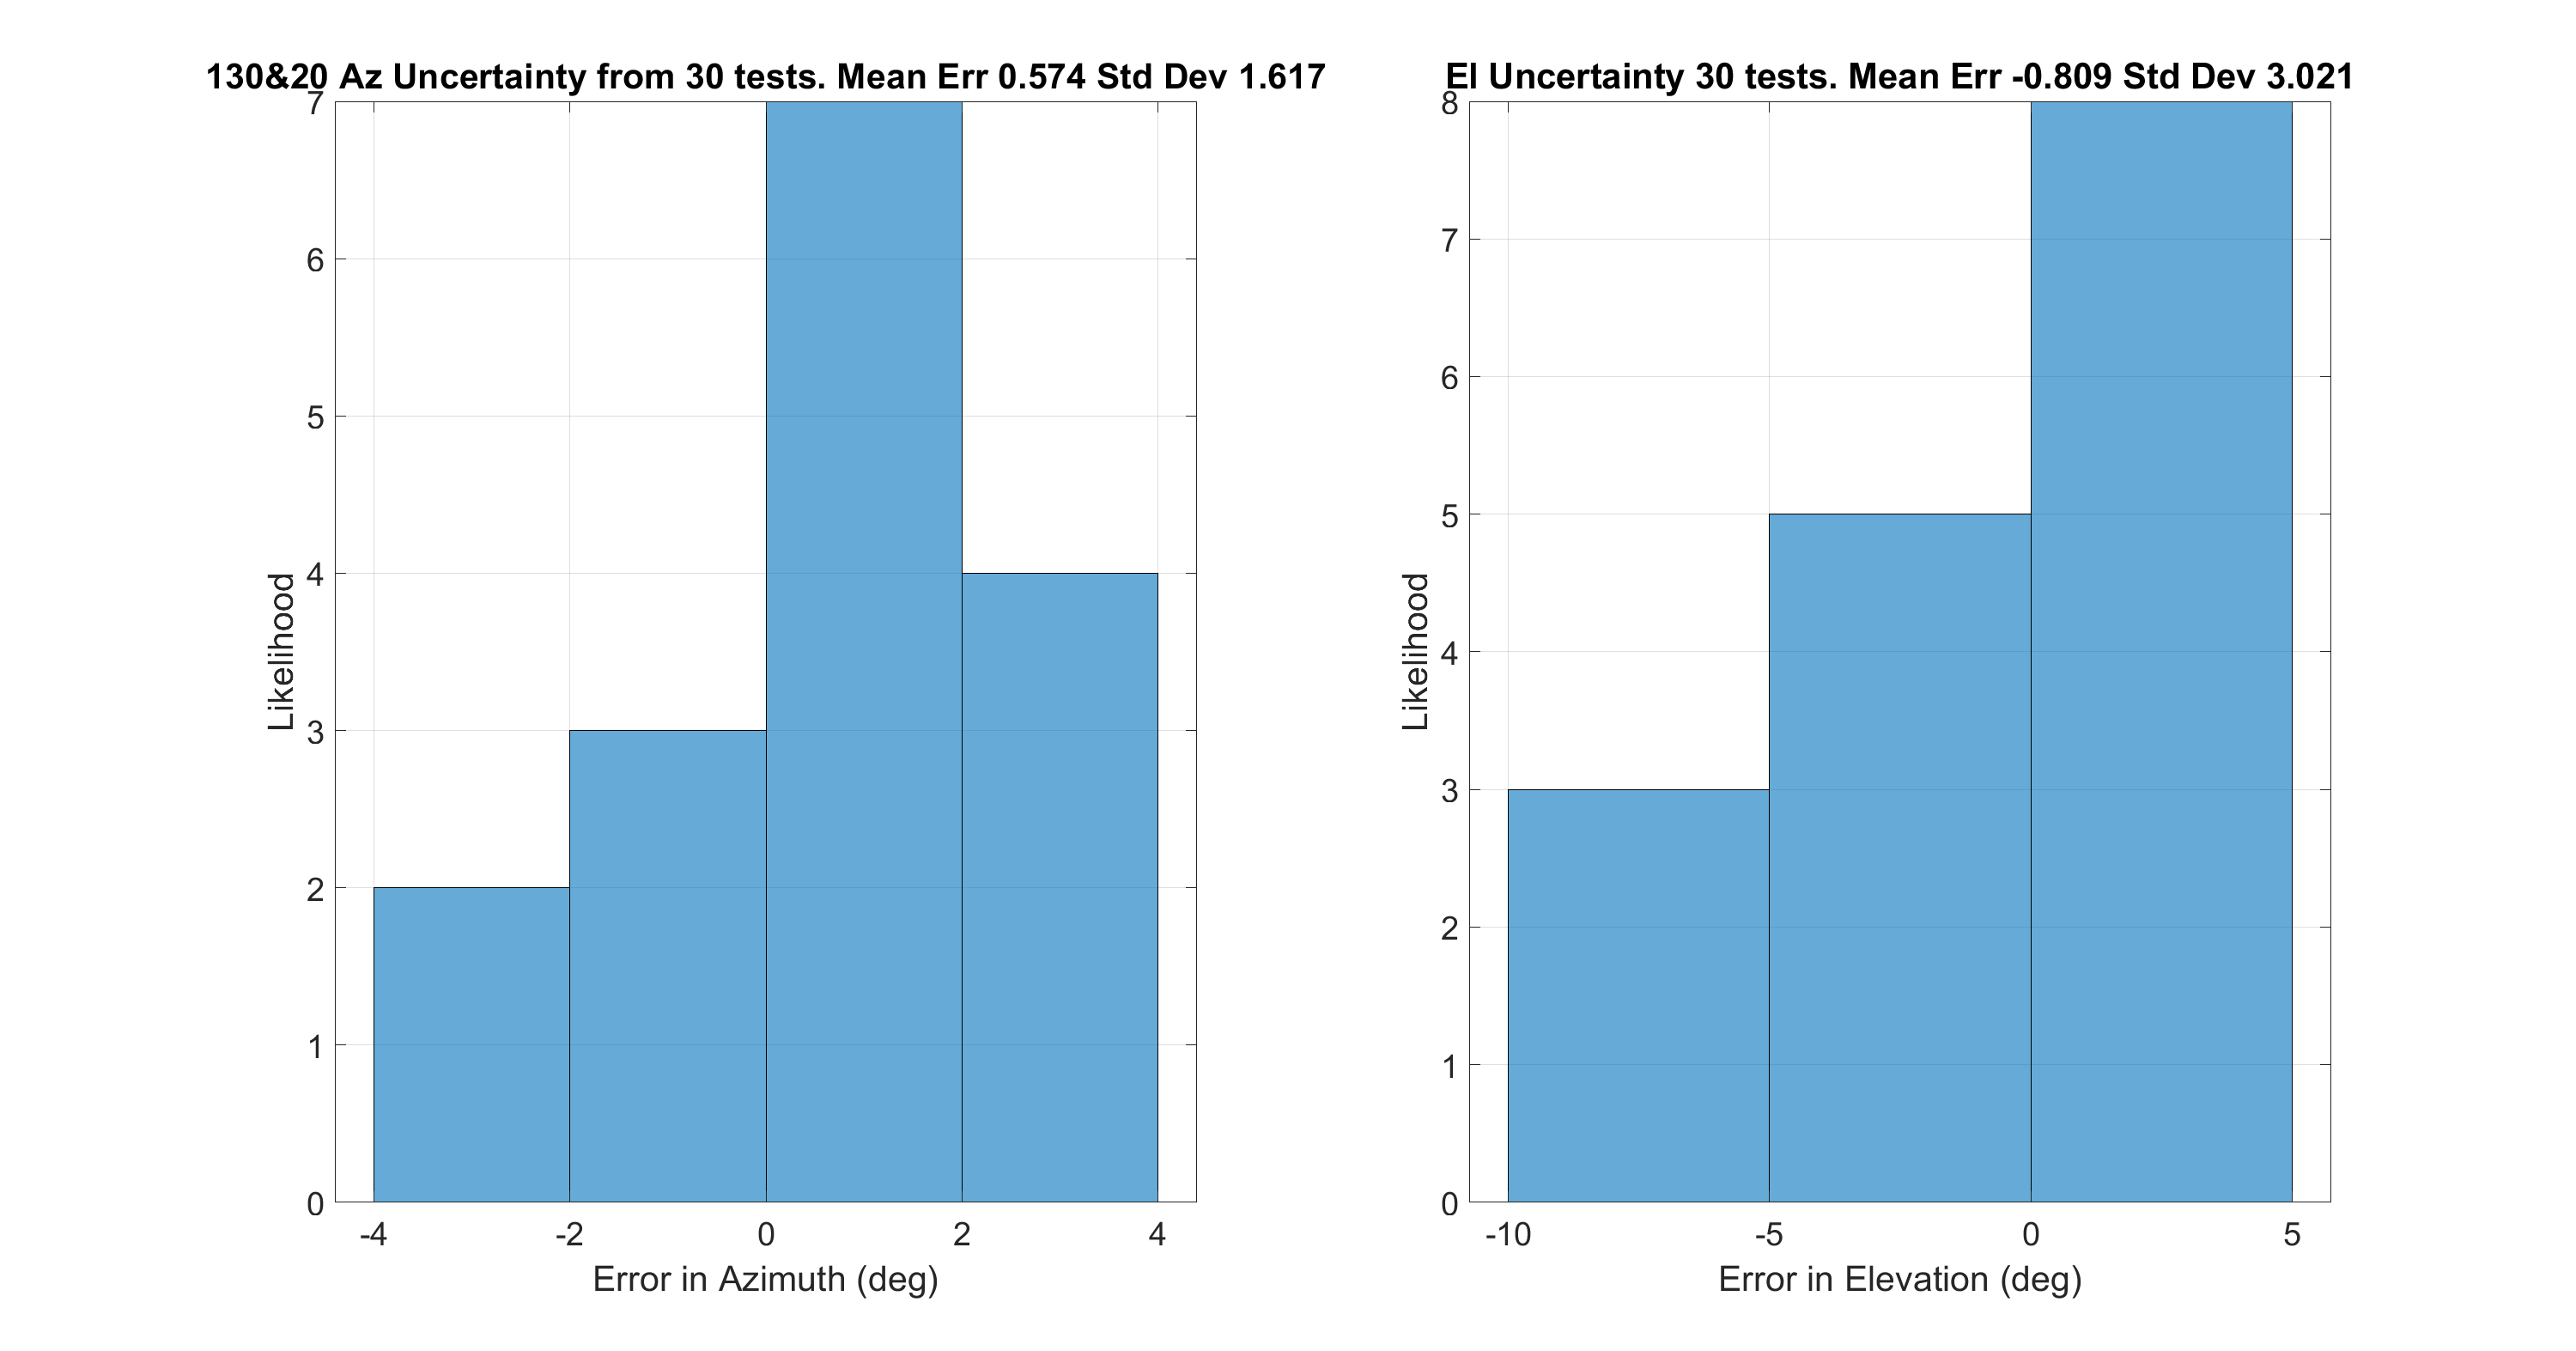 130&20 Az Uncertainty from 30 tests. Mean Err 0.574 Std Dev 1.617
7
6
5
4
3
2
1
0
Likelihood
-4 -2 0 2 4
Error in Azimuth (deg)
El Uncertainty 30 tests. Mean Err -0.809 Std Dev 3.021
8
7
6
5
4
3
2
1
0
Likelihood
-10 -5 0 5
Error in Elevation (deg)